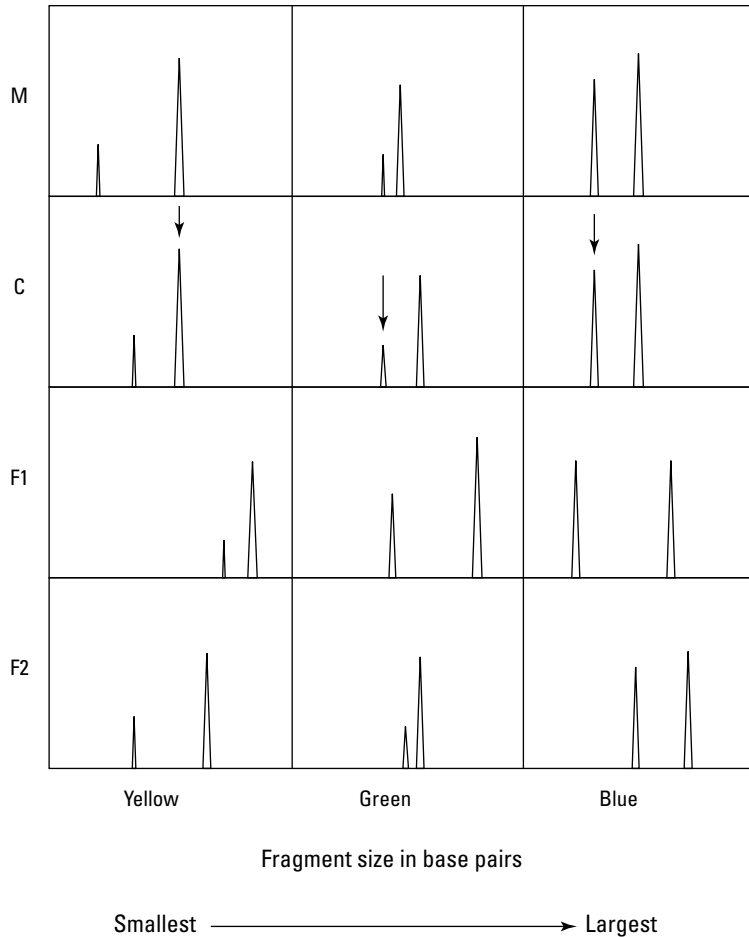 M
C
F1
F2
Yellow Green Blue
Fragment size in base pairs
Smallest Largest